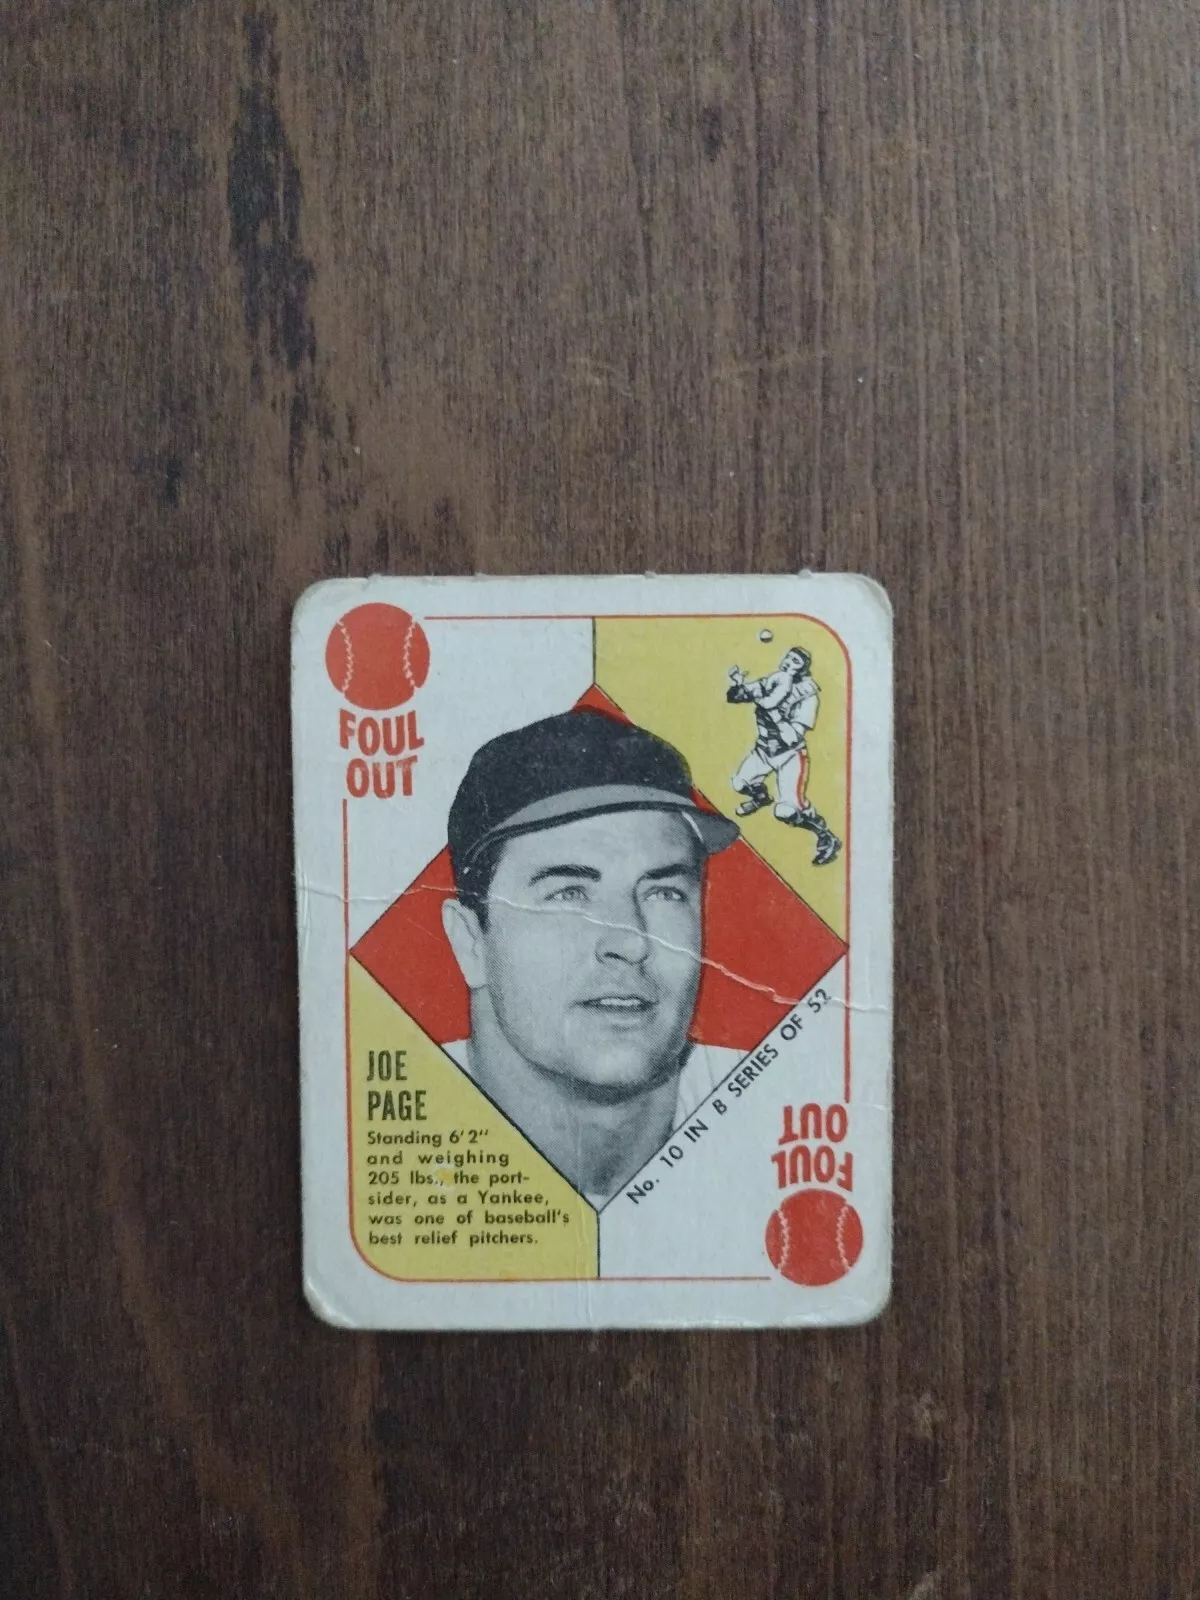 FOUL
OUT
JOE
PAGE
Standing 6'2"
and weighing
205 lbs., the port-
sider, as a Yankee,
was one of baseball's
best relief pitchers.
No. 10 IN B SERIES OF 52
FOUL
OUT